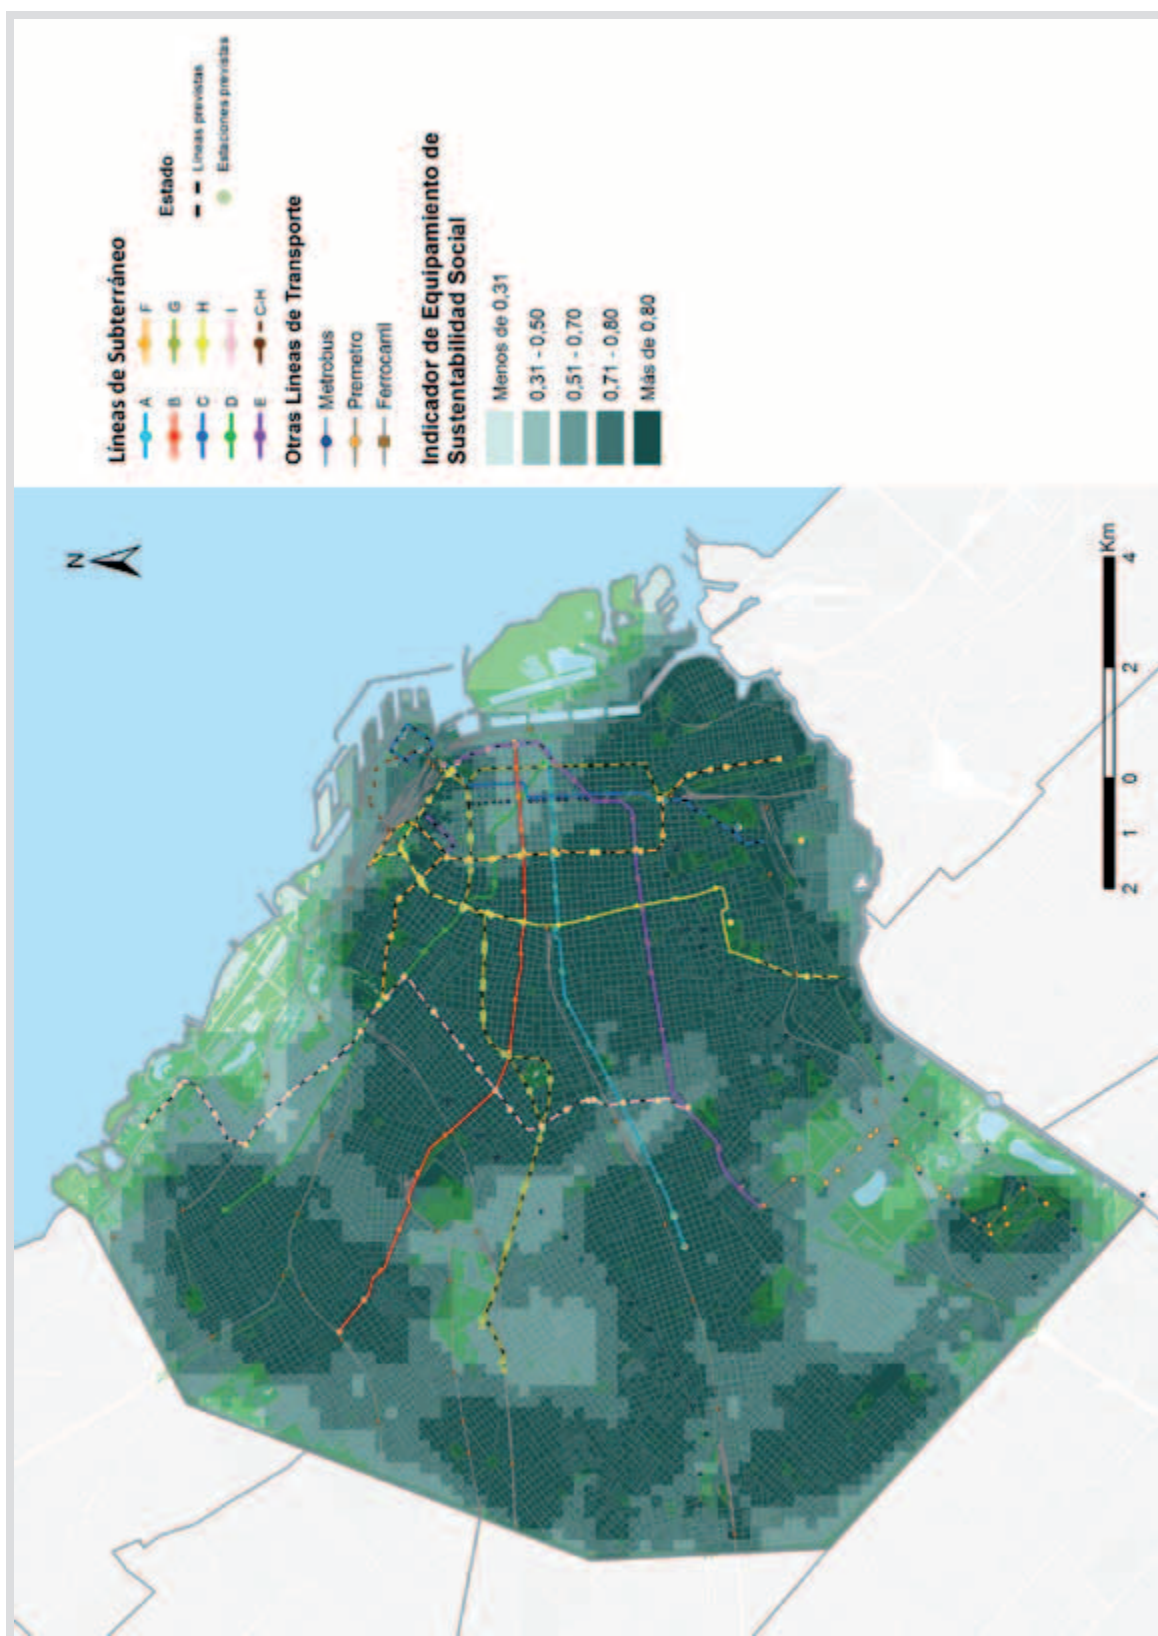 Líneas de Subterráneo
A
B
C
D
E
F
G
H
I
C-H
Estado
Líneas previstas
Estaciones previstas
Otras Líneas de Transporte
Metrobus
Premetro
Ferrocarril
Indicador de Equipamiento de
Sustentabilidad Social
Menos de 0,31
0,31 - 0,50
0,51 - 0,70
0,71 - 0,80
Más de 0,80
N
Km
2 1 0 2 4